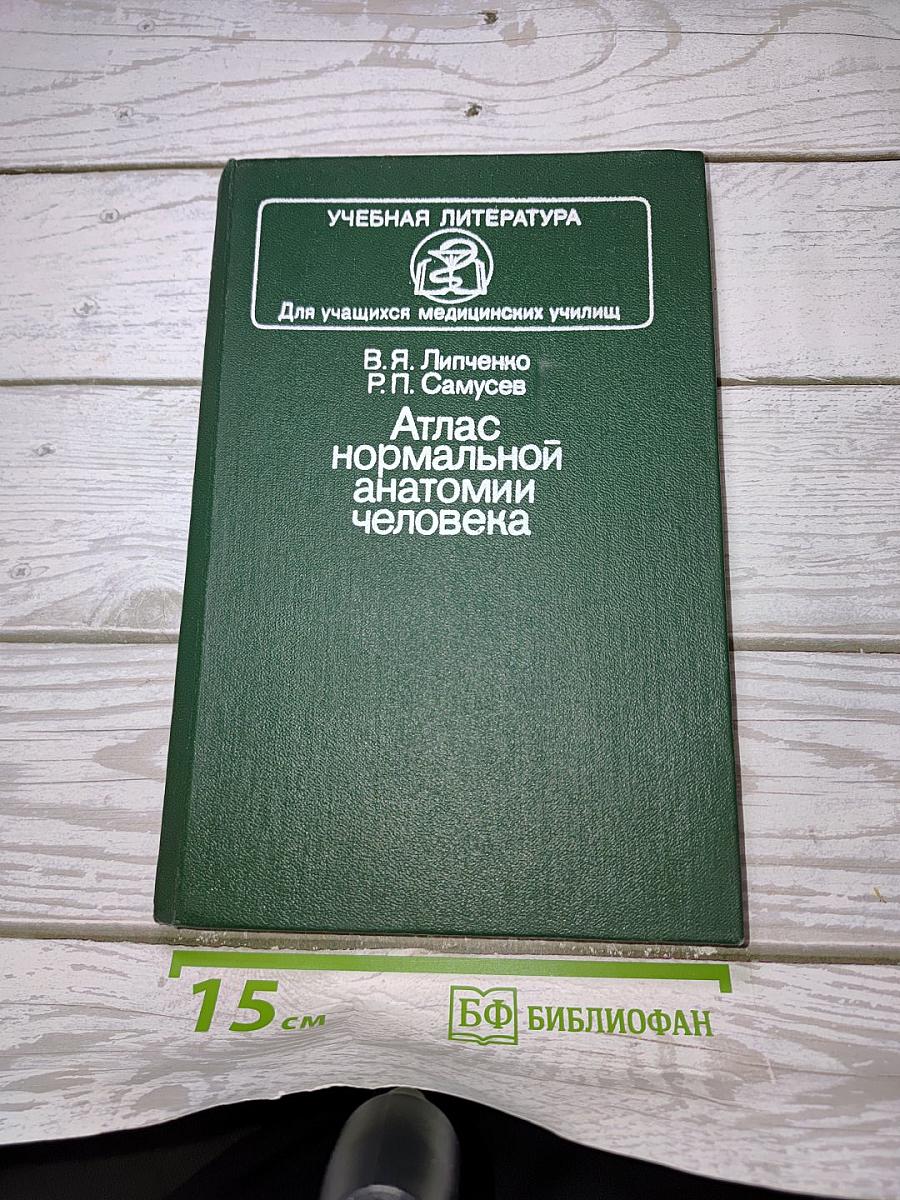 УЧЕБНАЯ ЛИТЕРАТУРА
Для учащихся медицинских училищ
В.Я. Липченко
Р.П. Самусев
Атлас
нормальной
анатомии
человека
15 см
БФ БИБЛИОФАН